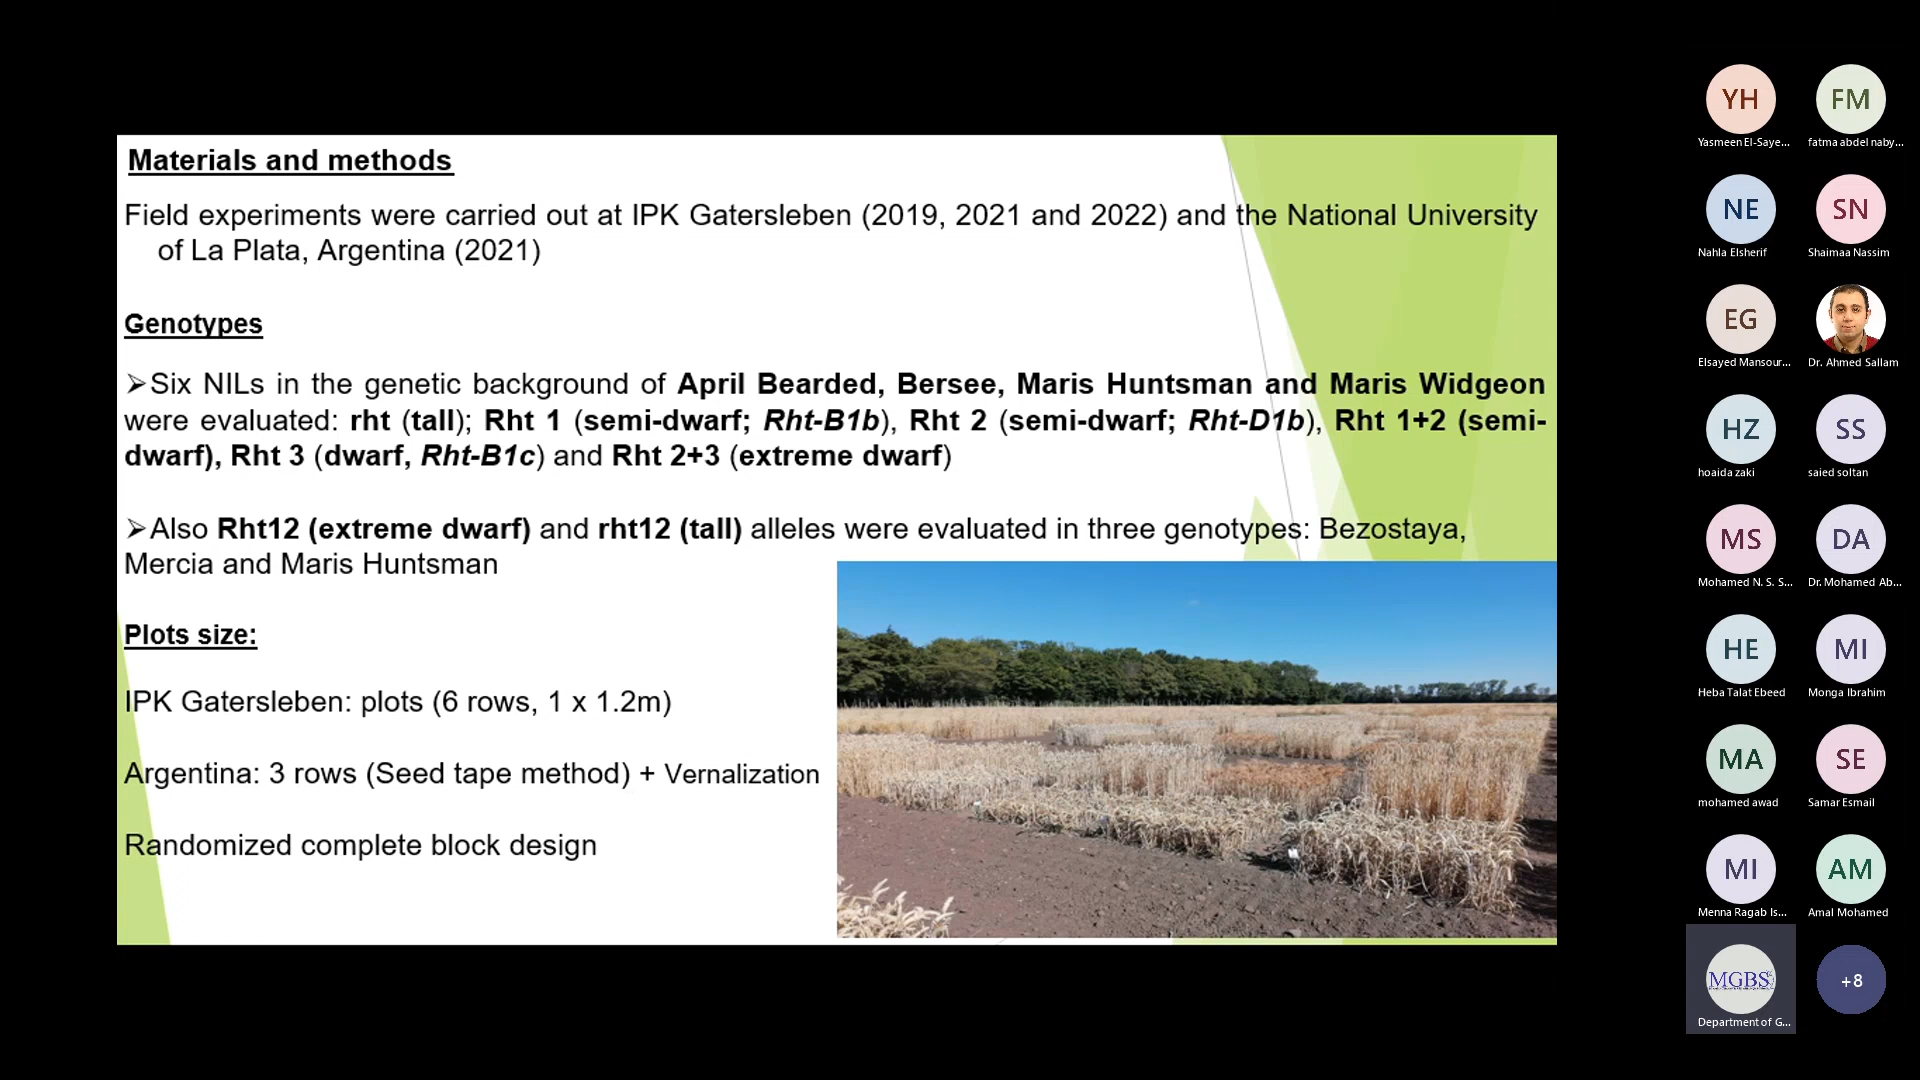 Materials and methods
Field experiments were carried out at IPK Gatersleben (2019, 2021 and 2022) and the National University
of La Plata, Argentina (2021)
Genotypes
➢Six NILs in the genetic background of April Bearded, Bersee, Maris Huntsman and Maris Widgeon
were evaluated: rht (tall); Rht 1 (semi-dwarf; Rht-B1b), Rht 2 (semi-dwarf; Rht-D1b), Rht 1+2 (semi-
dwarf), Rht 3 (dwarf, Rht-B1c) and Rht 2+3 (extreme dwarf)
➢Also Rht12 (extreme dwarf) and rht12 (tall) alleles were evaluated in three genotypes: Bezostaya,
Mercia and Maris Huntsman
Plots size:
IPK Gatersleben: plots (6 rows, 1 x 1.2m)
Argentina: 3 rows (Seed tape method) + Vernalization
Randomized complete block design
YH
FM
Yasmeen El-Saye...
fatma abdel naby...
NE
SN
Nahla Elsherif
Shaimaa Nassim
EG
Elsayed Mansour...
Dr. Ahmed Sallam
HZ
SS
hoaida zaki
saied soltan
MS
DA
Mohamed N. S. S...
Dr. Mohamed Ab...
HE
MI
Heba Talat Ebeed
Monga Ibrahim
MA
SE
mohamed awad
Samar Esmail
MI
AM
Menna Ragab Is...
Amal Mohamed
MGBS
+8
Department of G...